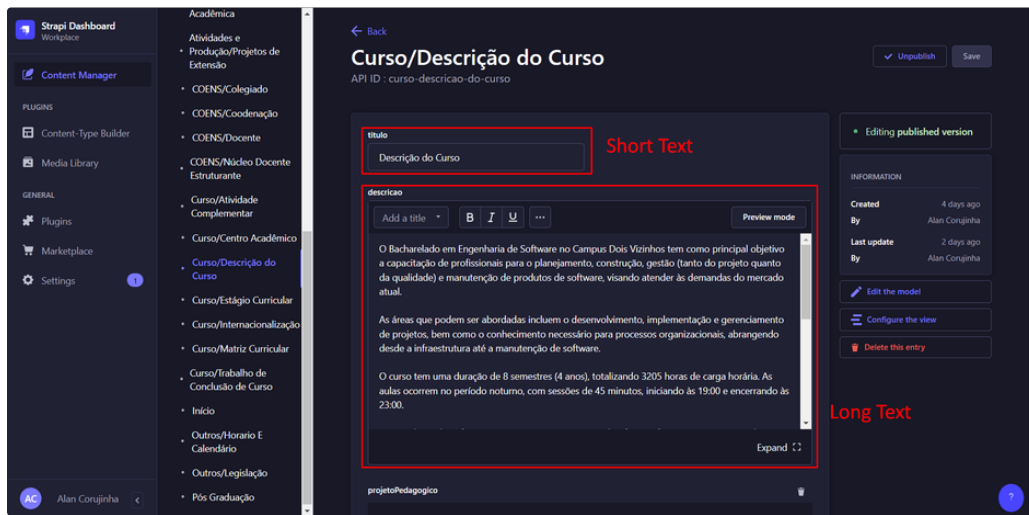 Strapi Dashboard
Workplace
Content Manager
PLUGINS
Content-Type Builder
Media Library
GENERAL
Plugins
Marketplace
Settings
1
AC
Alan Corujinha
Acadêmica
Atividades e
Produção/Projetos de
Extensão
COENS/Colegiado
COENS/Coodenação
COENS/Docente
COENS/Núcleo Docente
Estruturante
Curso/Atividade
Complementar
Curso/Centro Acadêmico
Curso/Descrição do
Curso
Curso/Estágio Curricular
Curso/Internacionalização
Curso/Matriz Curricular
Curso/Trabalho de
Conclusão de Curso
Início
Outros/Horario E
Calendário
Outros/Legislação
Pós Graduação
Back
Curso/Descrição do Curso
API ID : curso-descricao-do-curso
Unpublish
Save
titulo
Descrição do Curso
Short Text
descricao
Add a title
B I U ...
Preview mode
O Bacharelado em Engenharia de Software no Campus Dois Vizinhos tem como principal objetivo
a capacitação de profissionais para o planejamento, construção, gestão (tanto do projeto quanto
da qualidade) e manutenção de produtos de software, visando atender às demandas do mercado
atual.
As áreas que podem ser abordadas incluem o desenvolvimento, implementação e gerenciamento
de projetos, bem como o conhecimento necessário para processos organizacionais, abrangendo
desde a infraestrutura até a manutenção de software.
O curso tem uma duração de 8 semestres (4 anos), totalizando 3205 horas de carga horária. As
aulas ocorrem no período noturno, com sessões de 45 minutos, iniciando às 19:00 e encerrando às
23:00.
Expand
Long Text
projetoPedagogico
Editing published version
INFORMATION
Created 4 days ago
By Alan Corujinha
Last update 2 days ago
By Alan Corujinha
Edit the model
Configure the view
Delete this entry
?